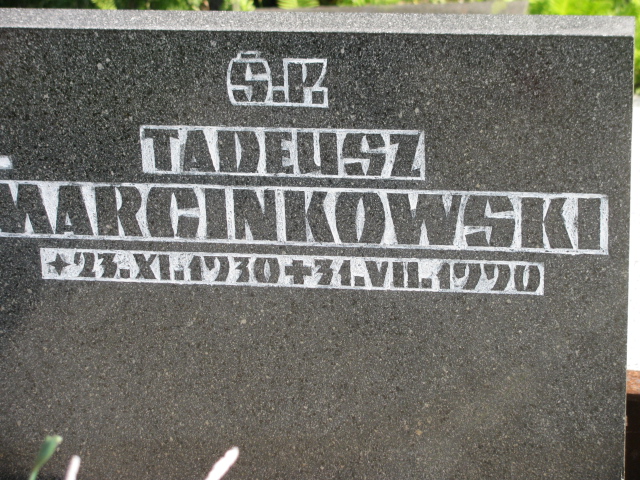 Ś.P.
TADEUSZ
MARCINKOWSKI
*23.XI.1930+31.VII.1990